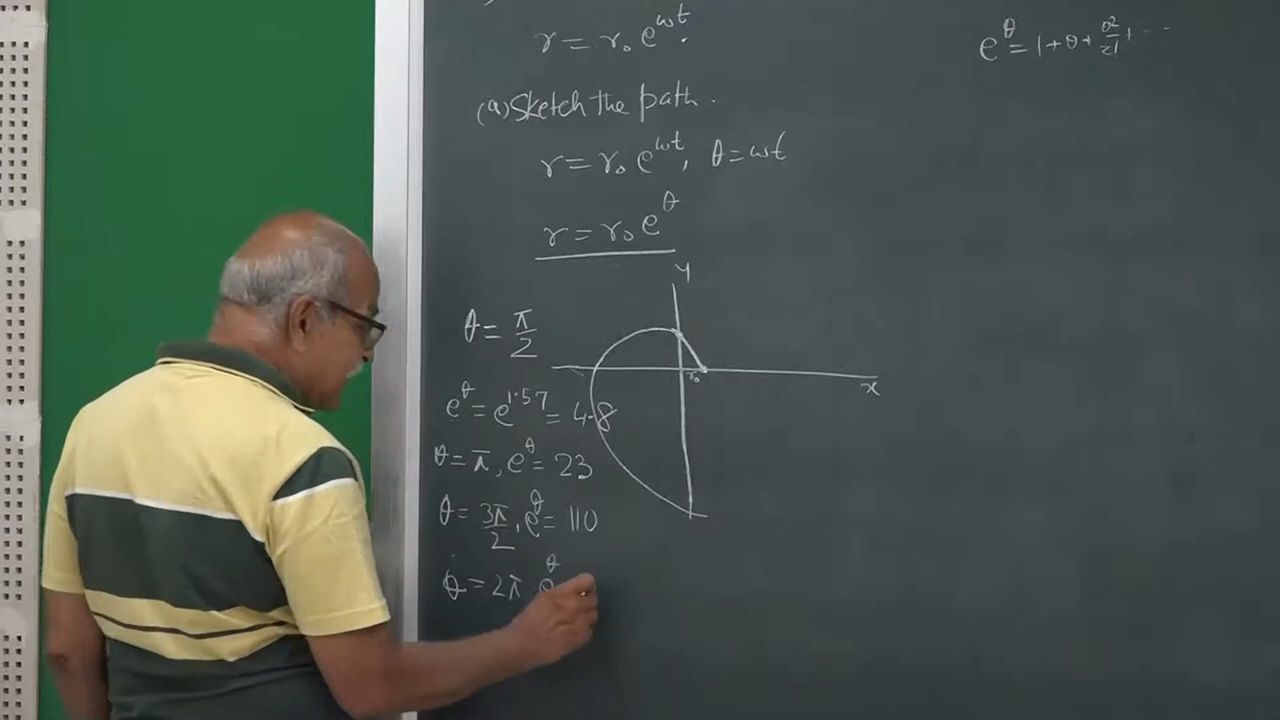 r = r₀ e^{ωt}.
e^θ = 1 + θ + θ²/2! + ---
(a) Sketch the path.
r = r₀ e^{ωt}, θ = ωt
r = r₀ e^θ
y
θ = π/2
r₀
x
e^θ = e^{1.57} = 4.8
θ = π, e^θ = 23
θ = 3π/2, e^θ = 110
θ = 2π e^θ